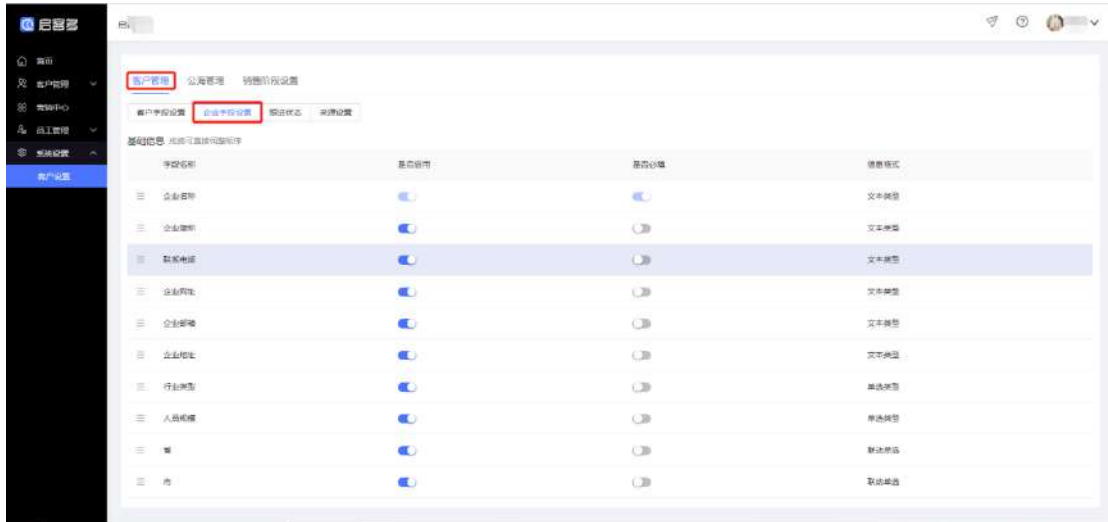 启客多
首页
客户管理
营销中心
员工管理
系统设置
客户设置
客户管理 公海管理 销售阶段设置
客户字段设置 企业字段设置 跟进状态 来源设置
基础信息
字段名称 是否启用 是否必填 信息格式
企业名称 文本类型
企业简称 文本类型
联系电话 文本类型
企业网址 文本类型
企业邮箱 文本类型
企业地址 文本类型
行业类型 单选类型
人员规模 单选类型
省 联动单选
市 联动单选